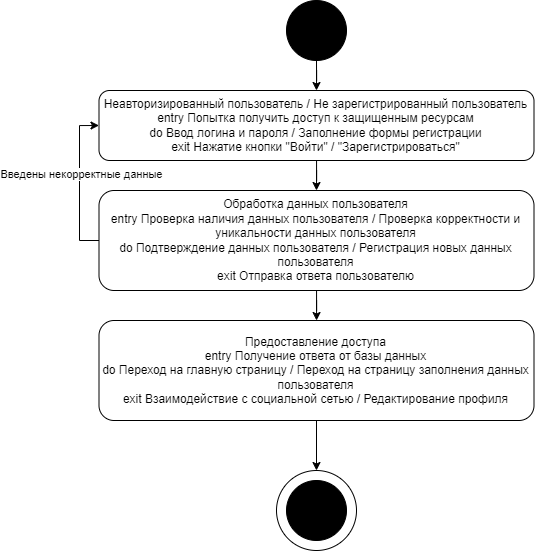 Неавторизированный пользователь / Не зарегистрированный пользователь
entry Попытка получить доступ к защищенным ресурсам
do Ввод логина и пароля / Заполнение формы регистрации
exit Нажатие кнопки "Войти" / "Зарегистрироваться"
Введены некорректные данные
Обработка данных пользователя
entry Проверка наличия данных пользователя / Проверка корректности и
уникальности данных пользователя
do Подтверждение данных пользователя / Регистрация новых данных
пользователя
exit Отправка ответа пользователю
Предоставление доступа
entry Получение ответа от базы данных
do Переход на главную страницу / Переход на страницу заполнения данных
пользователя
exit Взаимодействие с социальной сетью / Редактирование профиля